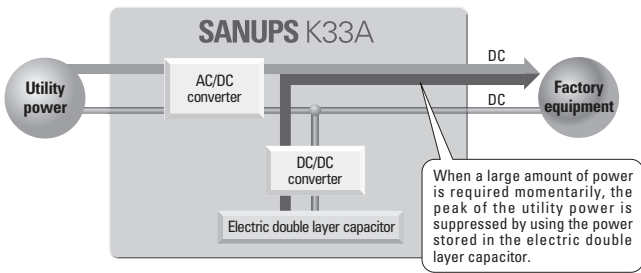 SANUPS K33A
Utility
power
AC/DC
converter
DC
DC
Factory
equipment
DC/DC
converter
Electric double layer capacitor
When a large amount of power
is required momentarily, the
peak of the utility power is
suppressed by using the power
stored in the electric double
layer capacitor.